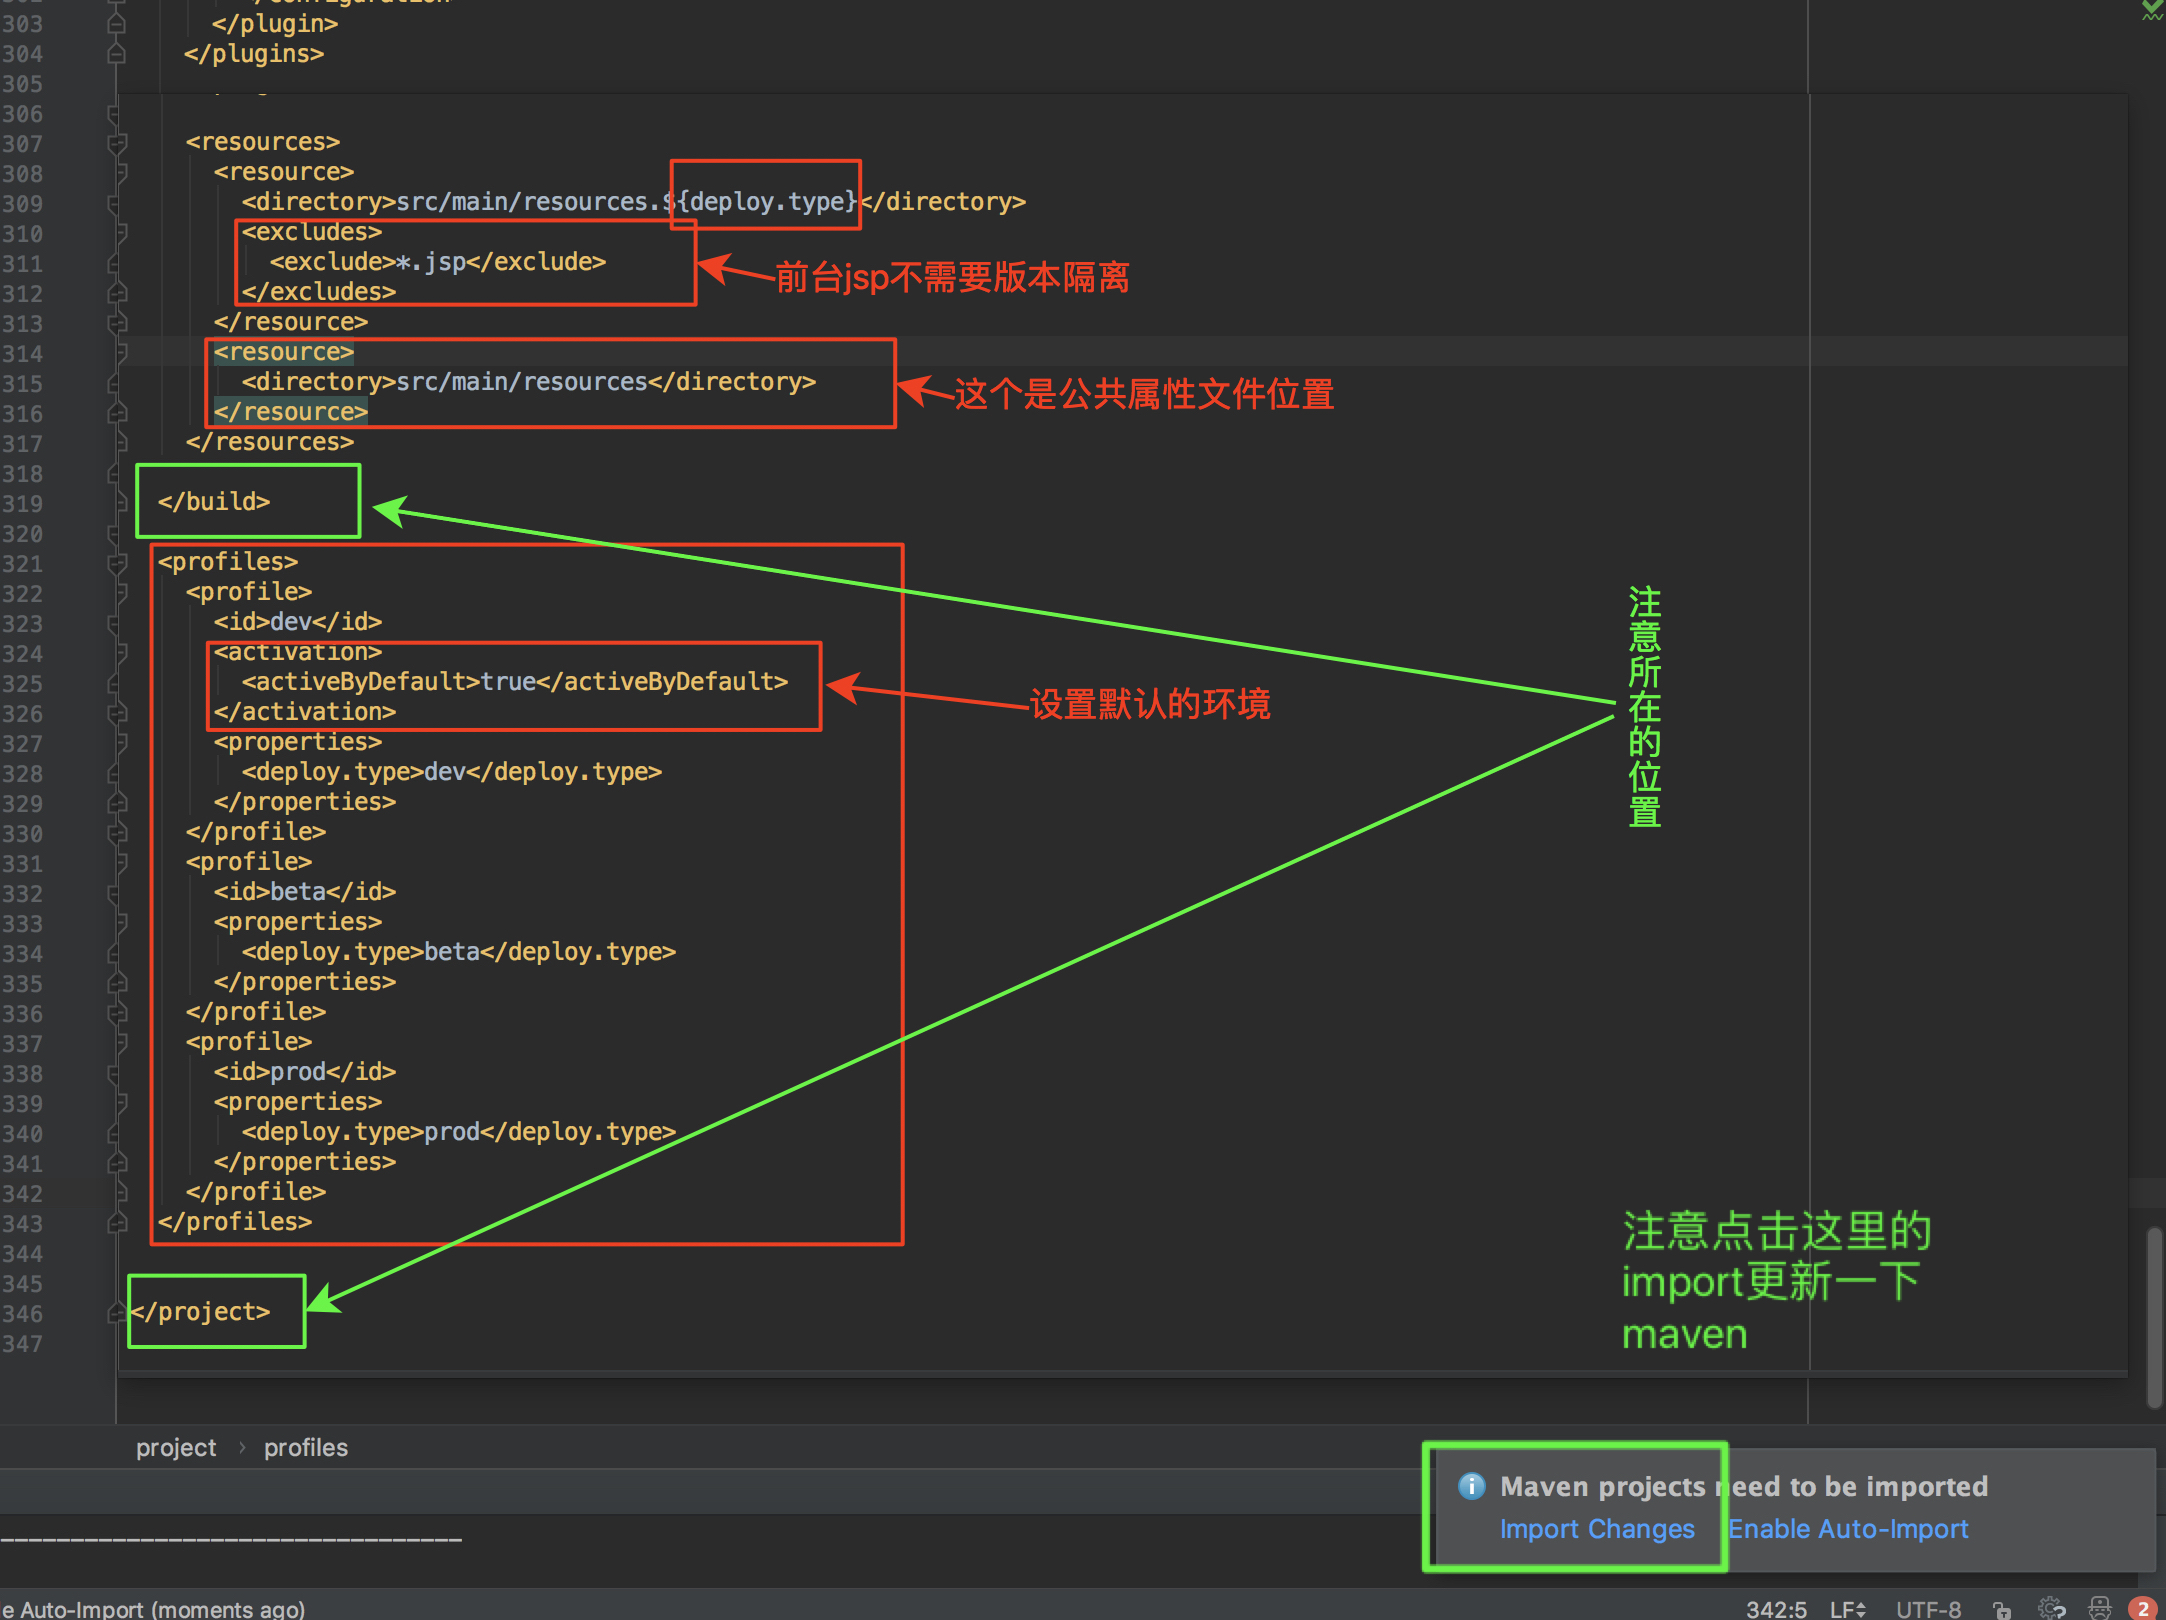 303 </plugin>
304 </plugins>
305
306
307 <resources>
308 <resource>
309 <directory>src/main/resources.${deploy.type}</directory>
310 <excludes>
311 <exclude>*.jsp</exclude>
前台jsp不需要版本隔离
312 </excludes>
313 </resource>
314 <resource>
315 <directory>src/main/resources</directory>
这个是公共属性文件位置
316 </resource>
317 </resources>
318
319 </build>
320
321 <profiles>
322 <profile>
323 <id>dev</id>
324 <activation>
325 <activeByDefault>true</activeByDefault>
设置默认的环境
326 </activation>
327 <properties>
328 <deploy.type>dev</deploy.type>
329 </properties>
330 </profile>
331 <profile>
332 <id>beta</id>
333 <properties>
334 <deploy.type>beta</deploy.type>
335 </properties>
336 </profile>
337 <profile>
338 <id>prod</id>
339 <properties>
340 <deploy.type>prod</deploy.type>
341 </properties>
342 </profile>
343 </profiles>
344
345
346 </project>
347
注意所在的位置
注意点击这里的
import更新一下
maven
project › profiles
Maven projects need to be imported
Import Changes Enable Auto-Import
----------------------------------
e Auto-Import (moments ago)
342:5 LF UTF-8 2